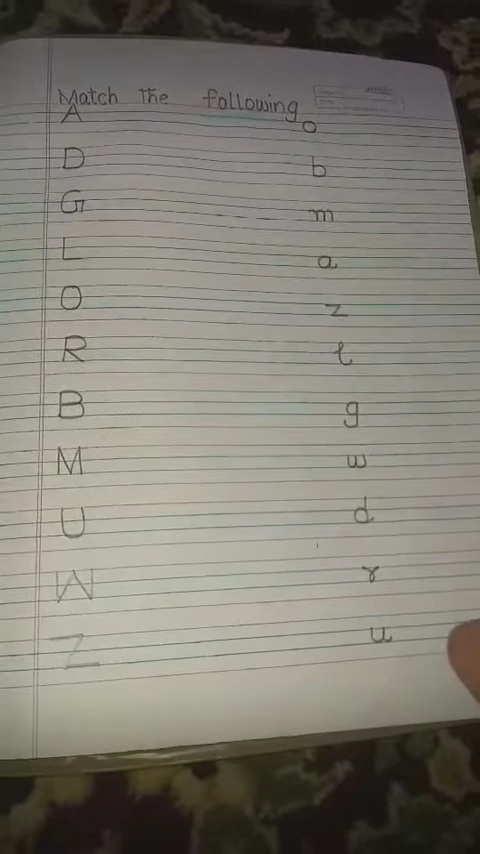 Match the following
A o
D b
G m
L a
O z
R l
B g
M w
U d
W r
Z u